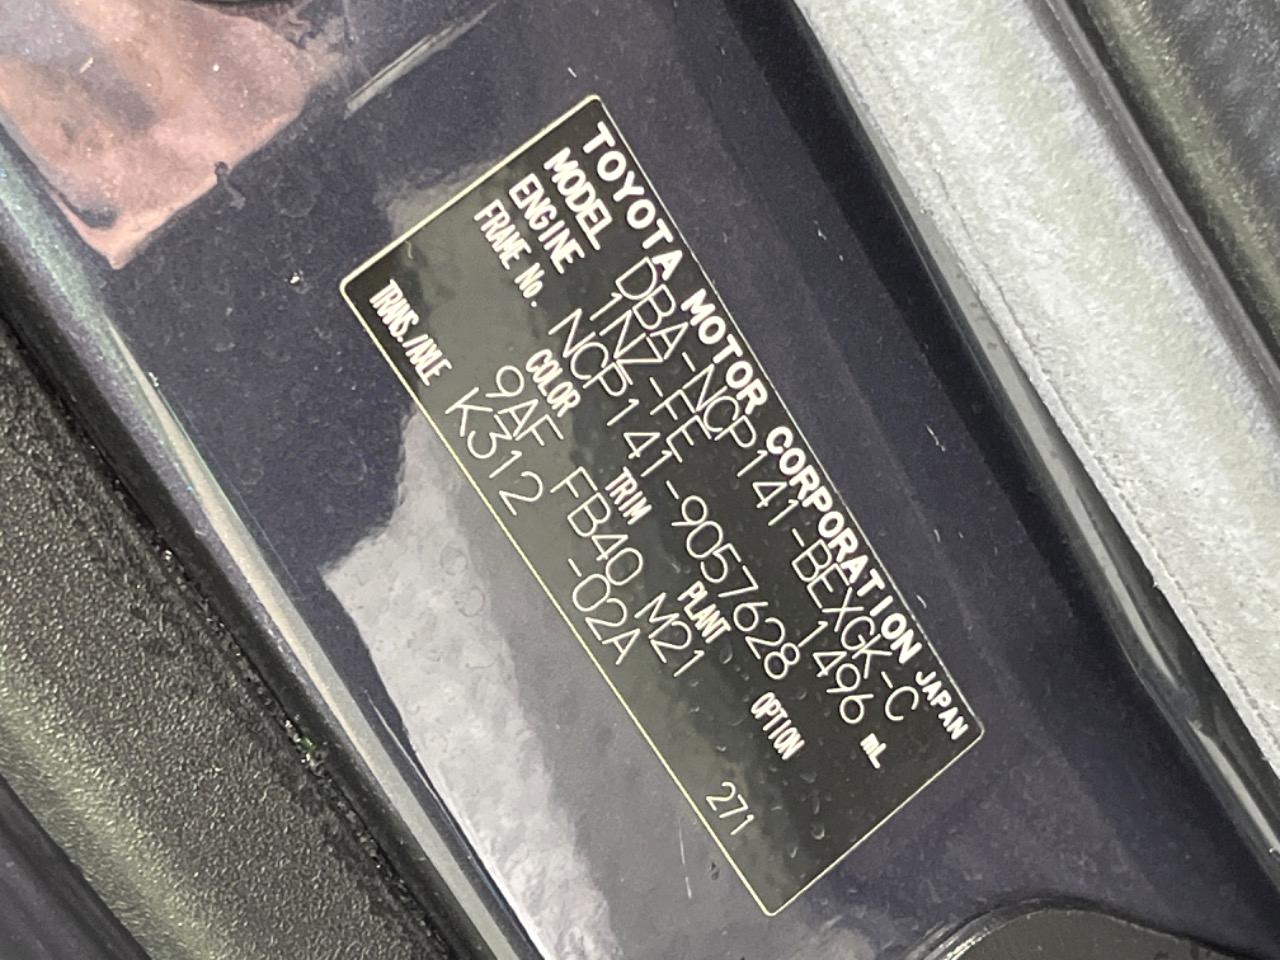 TOYOTA MOTOR CORPORATION JAPAN
MODEL DBA-NCP141-BEXGK-C
ENGINE 1NZ-FE 1496 mL
FRAME No. NCP141-9057628
COLOR TRIM PLANT OPTION
9AF FB40 M21
TRANS./AXLE K312 -02A
271